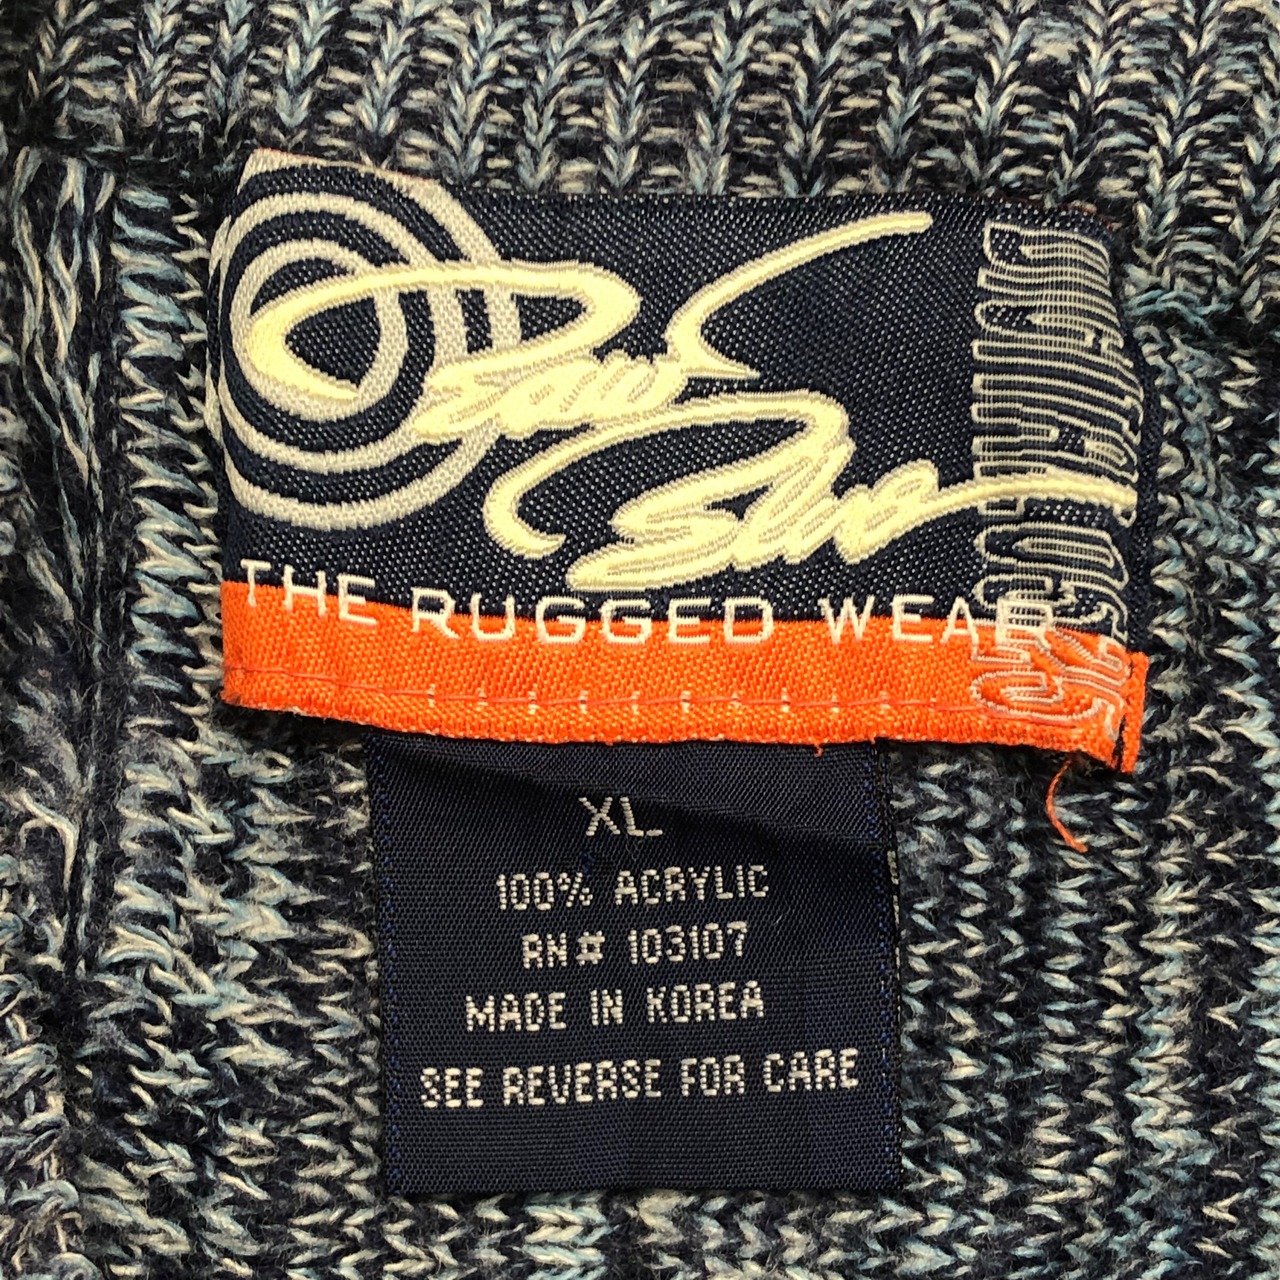 THE RUGGED WEAR
XL
100% ACRYLIC
RN# 103107
MADE IN KOREA
SEE REVERSE FOR CARE